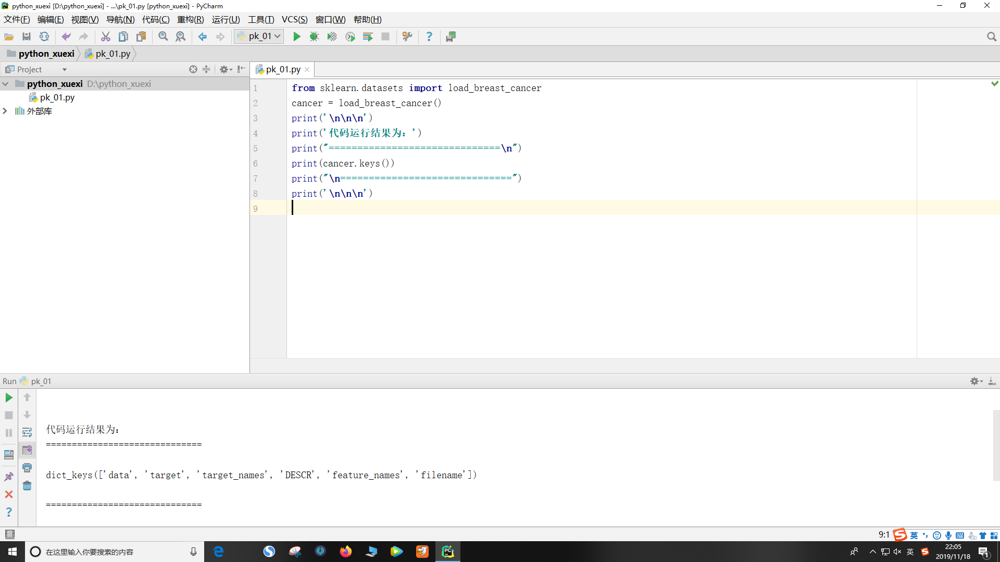 python_xuexi [D:\python_xuexi] - ...\pk_01.py [python_xuexi] - PyCharm
文件(F) 编辑(E) 视图(V) 导航(N) 代码(C) 重构(R) 运行(U) 工具(T) VCS(S) 窗口(W) 帮助(H)
pk_01
python_xuexi pk_01.py
Project
pk_01.py
python_xuexi D:\python_xuexi
pk_01.py
外部库
1 from sklearn.datasets import load_breast_cancer
2 cancer = load_breast_cancer()
3 print('\n\n\n')
4 print('代码运行结果为：')
5 print("==============================\n")
6 print(cancer.keys())
7 print("\n==============================")
8 print('\n\n\n')
9
Run pk_01
代码运行结果为：
==============================
dict_keys(['data', 'target', 'target_names', 'DESCR', 'feature_names', 'filename'])
==============================
9:1 英
在这里输入你要搜索的内容
英
22:05
2019/11/18
1